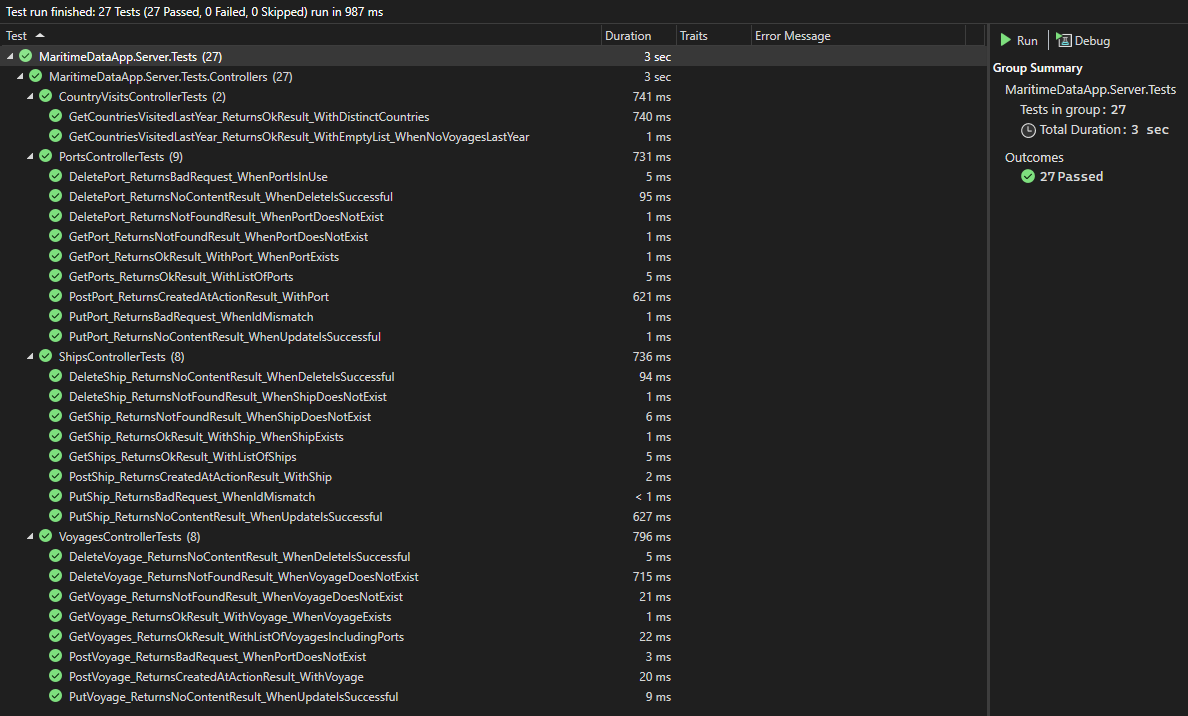 Test run finished: 27 Tests (27 Passed, 0 Failed, 0 Skipped) run in 987 ms
Test Duration Traits Error Message
MaritimeDataApp.Server.Tests (27) 3 sec
MaritimeDataApp.Server.Tests.Controllers (27) 3 sec
CountryVisitsControllerTests (2) 741 ms
GetCountriesVisitedLastYear_ReturnsOkResult_WithDistinctCountries 740 ms
GetCountriesVisitedLastYear_ReturnsOkResult_WithEmptyList_WhenNoVoyagesLastYear 1 ms
PortsControllerTests (9) 731 ms
DeletePort_ReturnsBadRequest_WhenPortIsInUse 5 ms
DeletePort_ReturnsNoContentResult_WhenDeleteIsSuccessful 95 ms
DeletePort_ReturnsNotFoundResult_WhenPortDoesNotExist 1 ms
GetPort_ReturnsNotFoundResult_WhenPortDoesNotExist 1 ms
GetPort_ReturnsOkResult_WithPort_WhenPortExists 1 ms
GetPorts_ReturnsOkResult_WithListOfPorts 5 ms
PostPort_ReturnsCreatedAtActionResult_WithPort 621 ms
PutPort_ReturnsBadRequest_WhenIdMismatch 1 ms
PutPort_ReturnsNoContentResult_WhenUpdateIsSuccessful 1 ms
ShipsControllerTests (8) 736 ms
DeleteShip_ReturnsNoContentResult_WhenDeleteIsSuccessful 94 ms
DeleteShip_ReturnsNotFoundResult_WhenShipDoesNotExist 1 ms
GetShip_ReturnsNotFoundResult_WhenShipDoesNotExist 6 ms
GetShip_ReturnsOkResult_WithShip_WhenShipExists 1 ms
GetShips_ReturnsOkResult_WithListOfShips 5 ms
PostShip_ReturnsCreatedAtActionResult_WithShip 2 ms
PutShip_ReturnsBadRequest_WhenIdMismatch < 1 ms
PutShip_ReturnsNoContentResult_WhenUpdateIsSuccessful 627 ms
VoyagesControllerTests (8) 796 ms
DeleteVoyage_ReturnsNoContentResult_WhenDeleteIsSuccessful 5 ms
DeleteVoyage_ReturnsNotFoundResult_WhenVoyageDoesNotExist 715 ms
GetVoyage_ReturnsNotFoundResult_WhenVoyageDoesNotExist 21 ms
GetVoyage_ReturnsOkResult_WithVoyage_WhenVoyageExists 1 ms
GetVoyages_ReturnsOkResult_WithListOfVoyagesIncludingPorts 22 ms
PostVoyage_ReturnsBadRequest_WhenPortDoesNotExist 3 ms
PostVoyage_ReturnsCreatedAtActionResult_WithVoyage 20 ms
PutVoyage_ReturnsNoContentResult_WhenUpdateIsSuccessful 9 ms
Run Debug
Group Summary
MaritimeDataApp.Server.Tests
Tests in group: 27
Total Duration: 3 sec
Outcomes
27 Passed